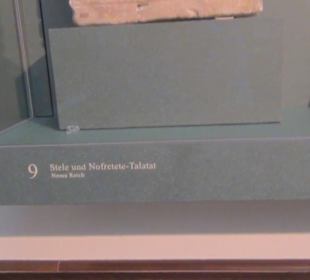 9 Stele und Nofretete-Talatat
Neues Reich